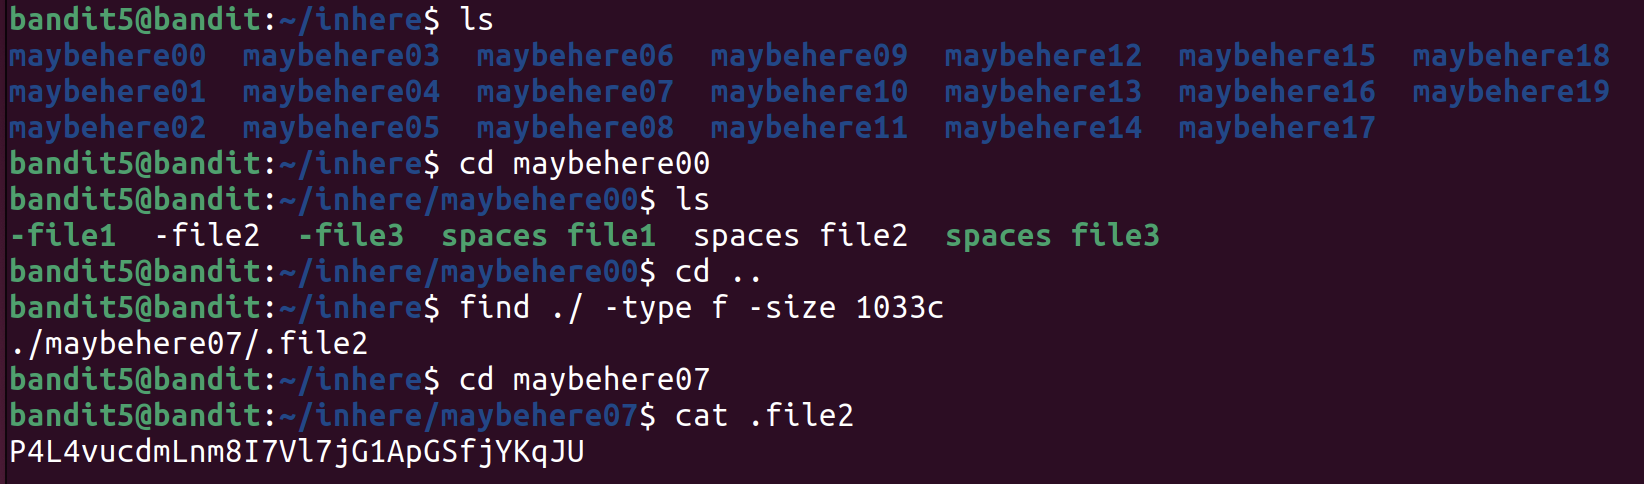 bandit5@bandit:~/inhere$ ls
maybehere00  maybehere03  maybehere06  maybehere09  maybehere12  maybehere15  maybehere18
maybehere01  maybehere04  maybehere07  maybehere10  maybehere13  maybehere16  maybehere19
maybehere02  maybehere05  maybehere08  maybehere11  maybehere14  maybehere17
bandit5@bandit:~/inhere$ cd maybehere00
bandit5@bandit:~/inhere/maybehere00$ ls
-file1  -file2  -file3  spaces file1  spaces file2  spaces file3
bandit5@bandit:~/inhere/maybehere00$ cd ..
bandit5@bandit:~/inhere$ find ./ -type f -size 1033c
./maybehere07/.file2
bandit5@bandit:~/inhere$ cd maybehere07
bandit5@bandit:~/inhere/maybehere07$ cat .file2
P4L4vucdmLnm8I7Vl7jG1ApGSfjYKqJU